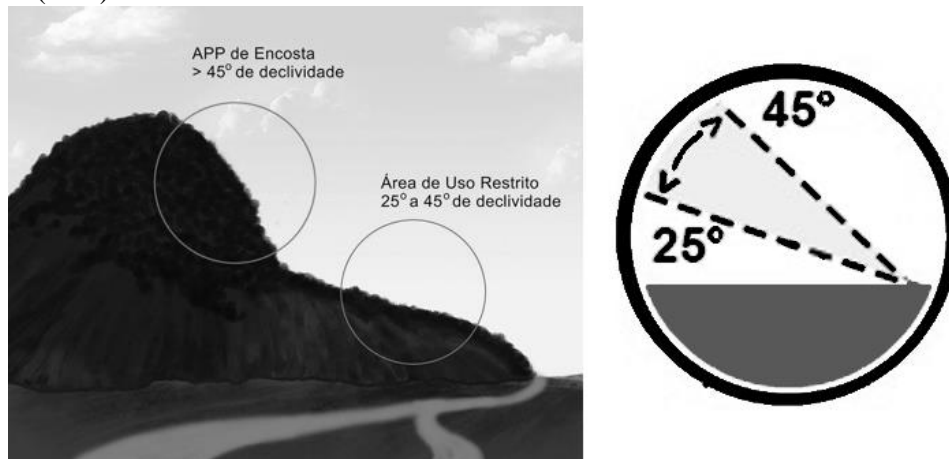 APP de Encosta
> 45° de declividade
Área de Uso Restrito
25° a 45° de declividade
45°
25°